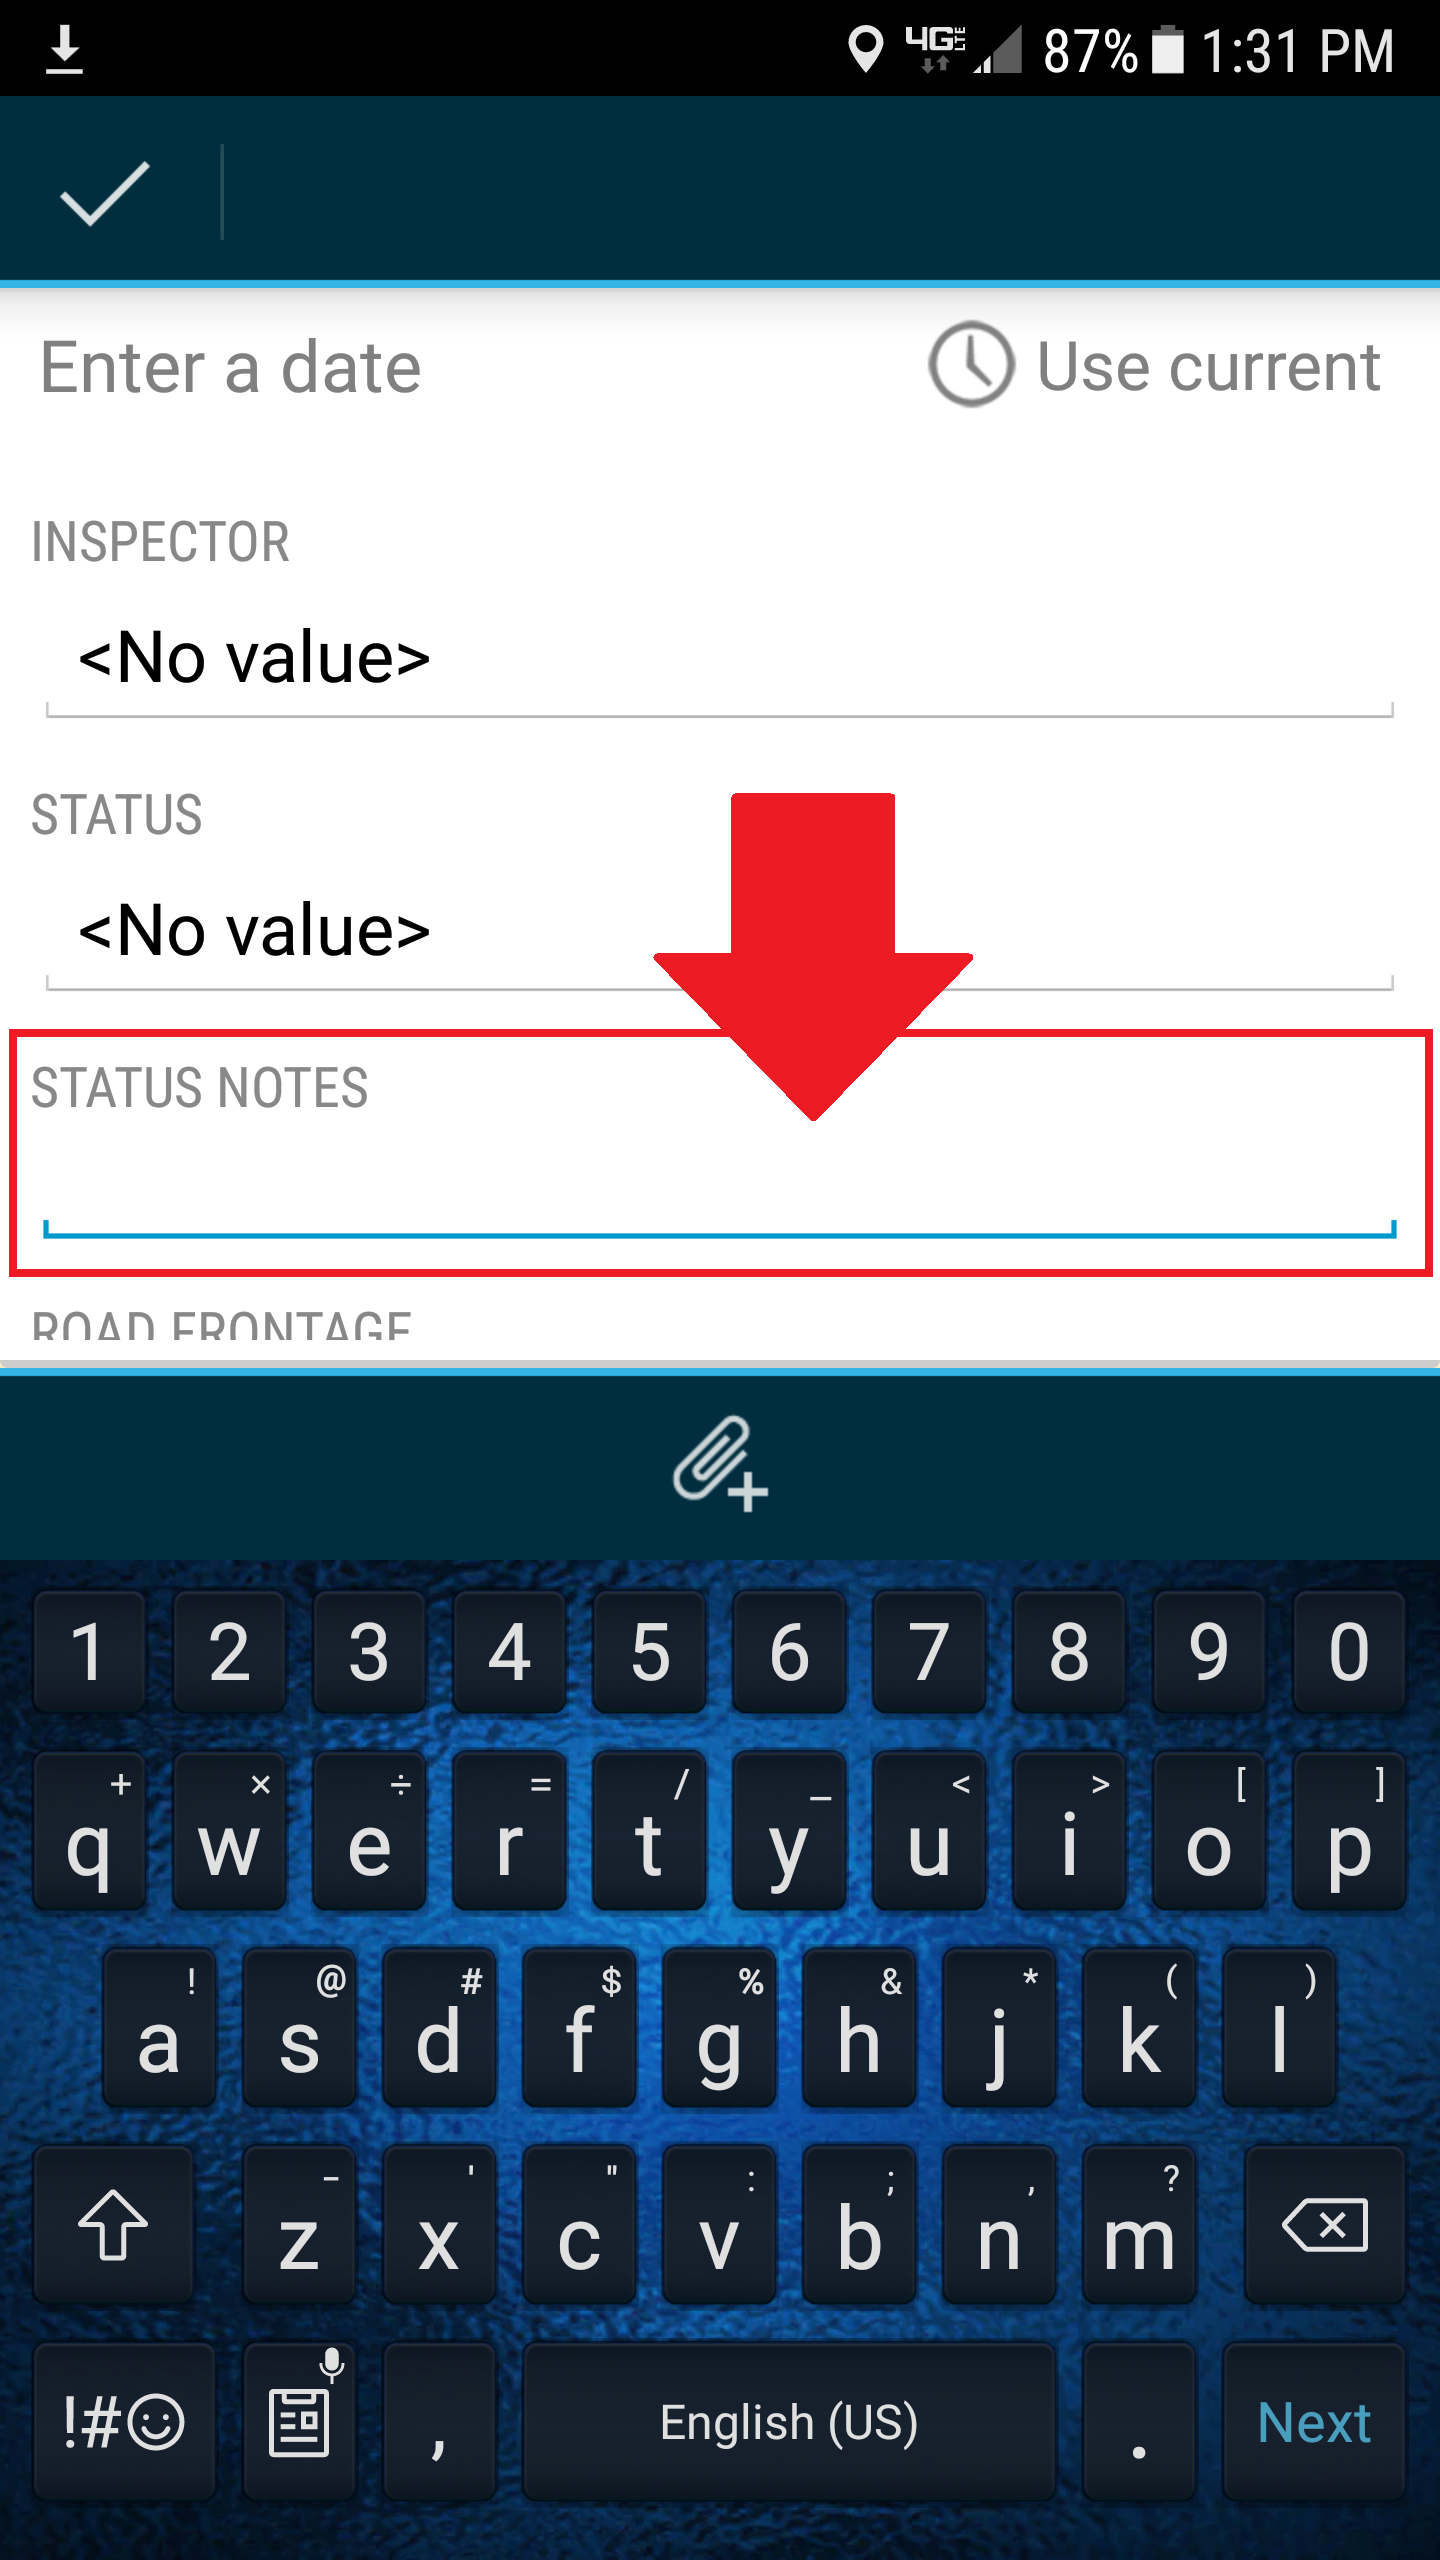 4G LTE 87% 1:31 PM
Enter a date Use current
INSPECTOR
<No value>
STATUS
<No value>
STATUS NOTES
ROAD FRONTAGE
1 2 3 4 5 6 7 8 9 0
+ × ÷ = / _ < > [ ]
q w e r t y u i o p
! @ # $ % & * ( )
a s d f g h j k l
- ' " : ; , ?
z x c v b n m
!#☺ , English (US) . Next